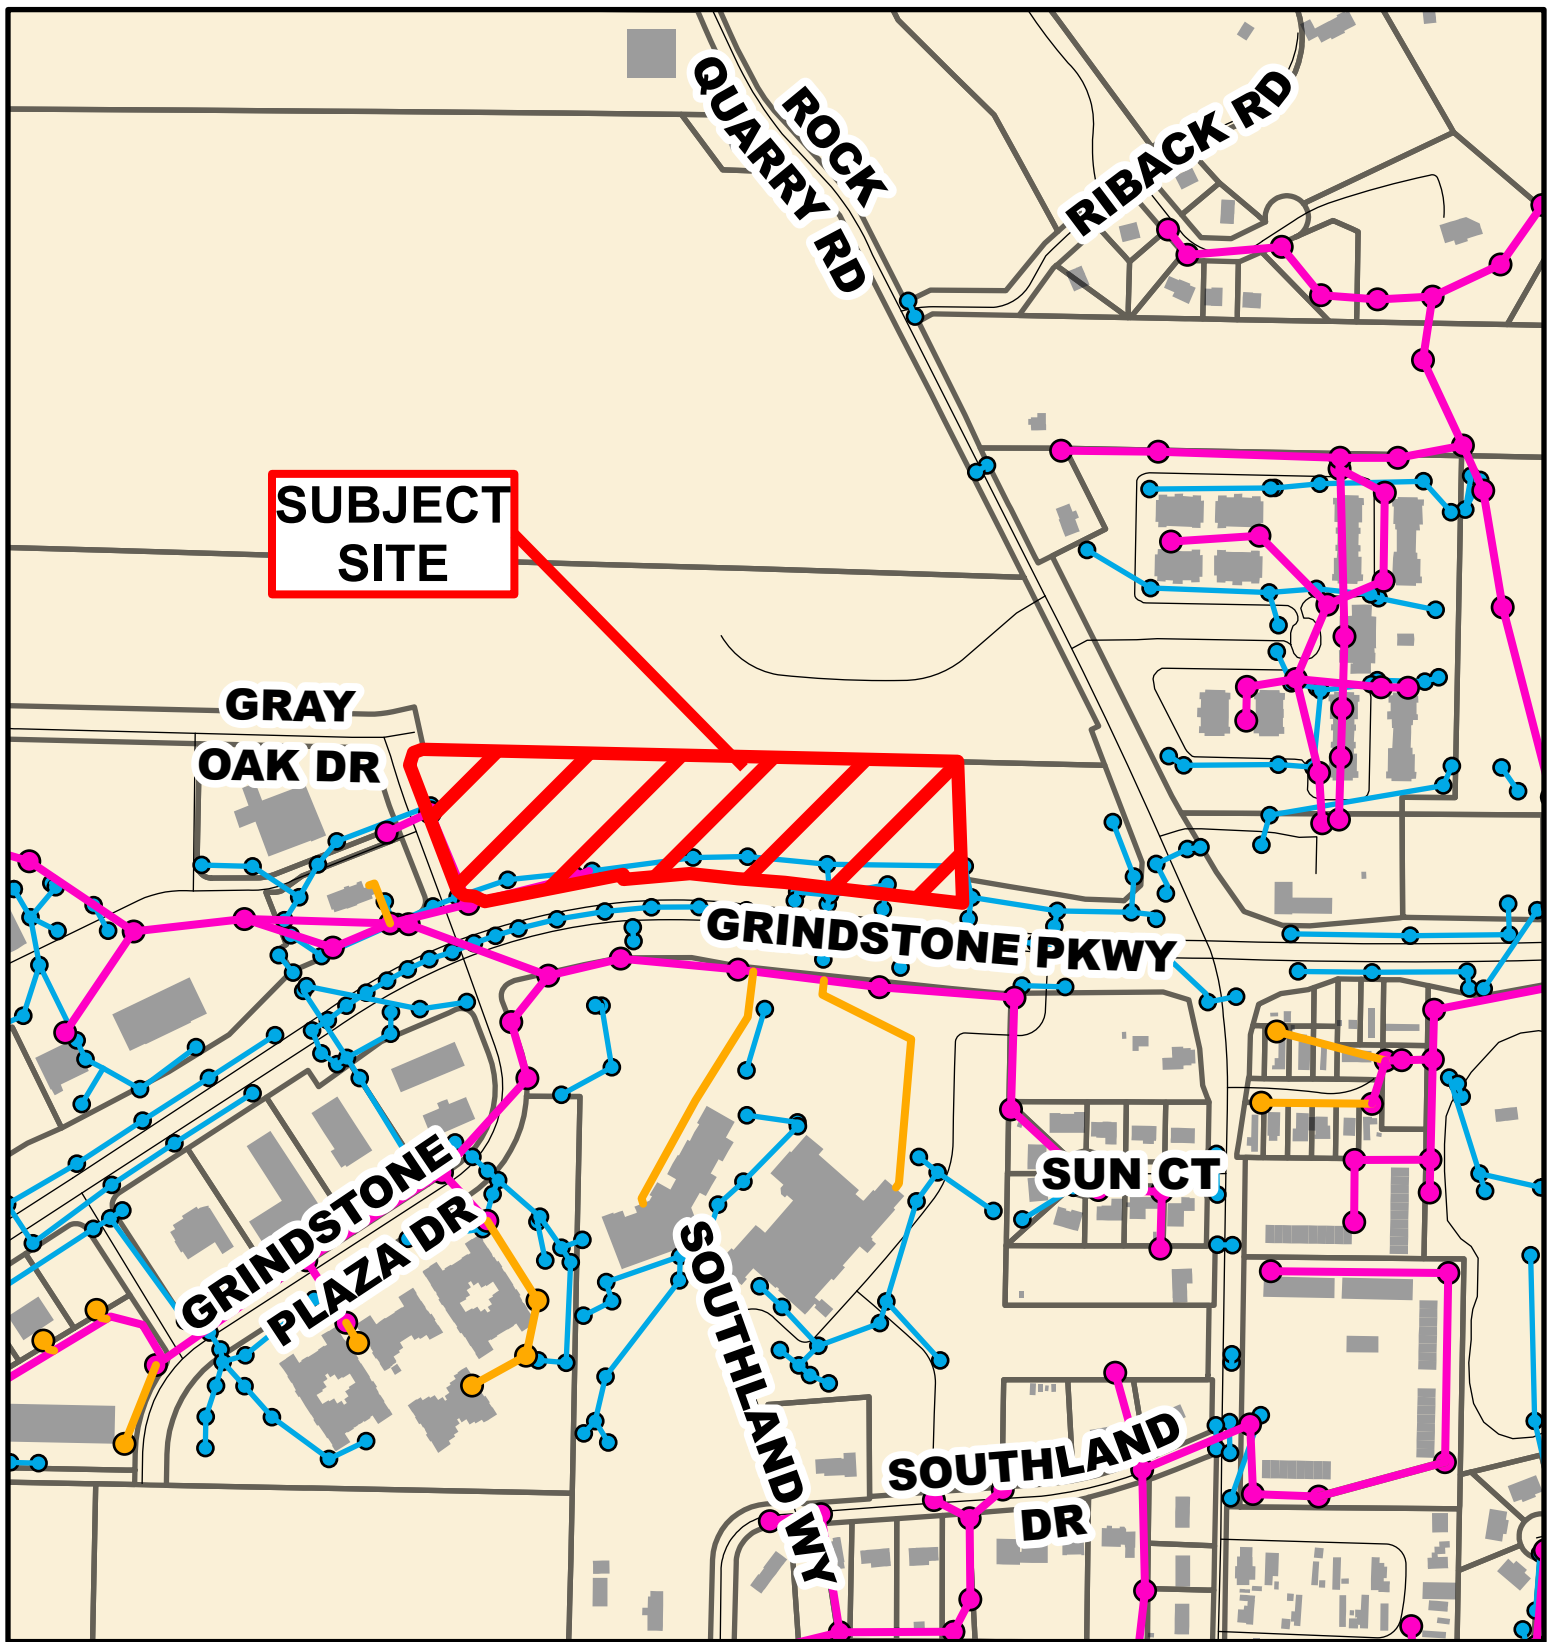 ROCK
QUARRY RD
RIBACK RD
SUBJECT
SITE
GRAY
OAK DR
GRINDSTONE PKWY
SUN CT
GRINDSTONE
PLAZA DR
SOUTHLAND WY
SOUTHLAND
DR